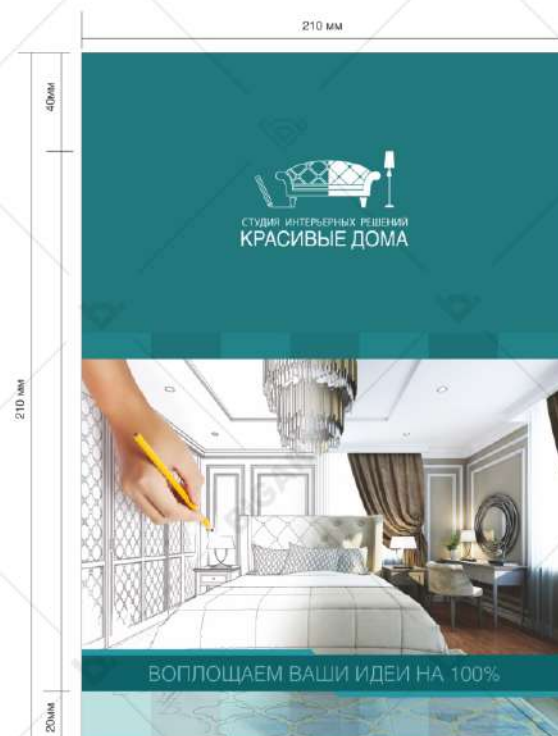 210 мм
40мм
СТУДИЯ ИНТЕРЬЕРНЫХ РЕШЕНИЙ
КРАСИВЫЕ ДОМА
210 мм
ВОПЛОЩАЕМ ВАШИ ИДЕИ НА 100%
20мм